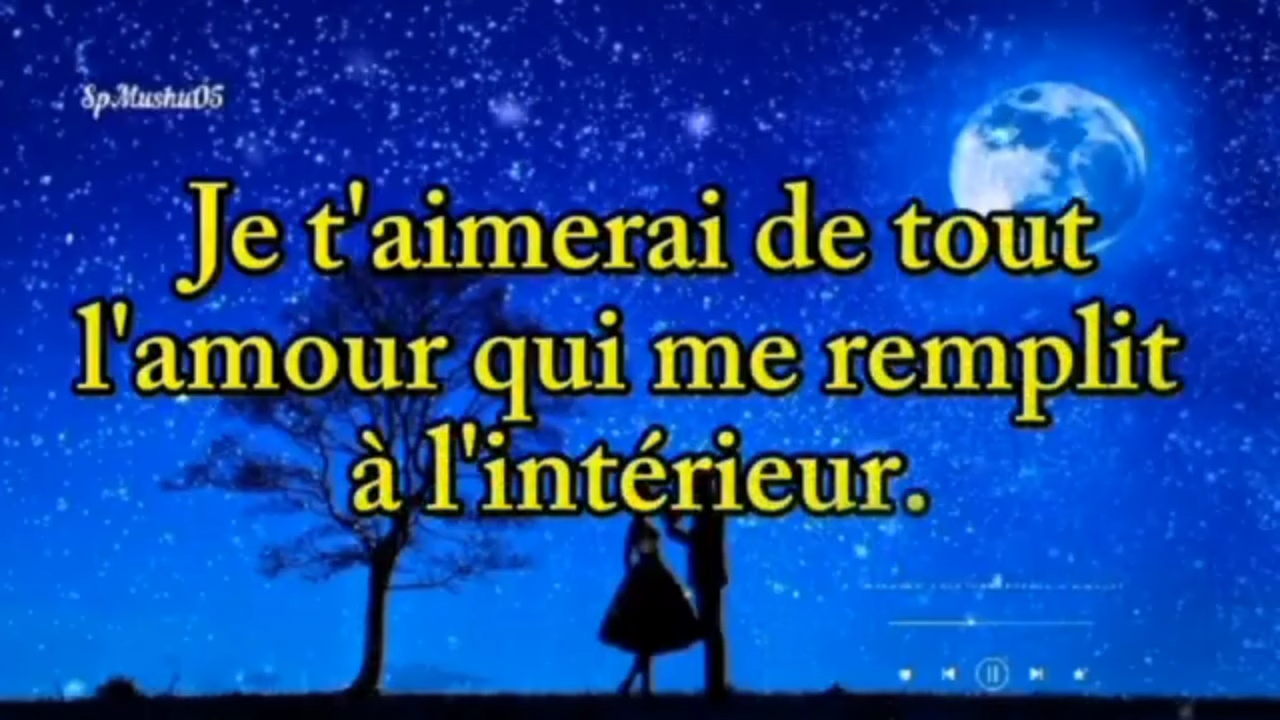 SpMushu05
Je t'aimerai de tout
l'amour qui me remplit
à l'intérieur.